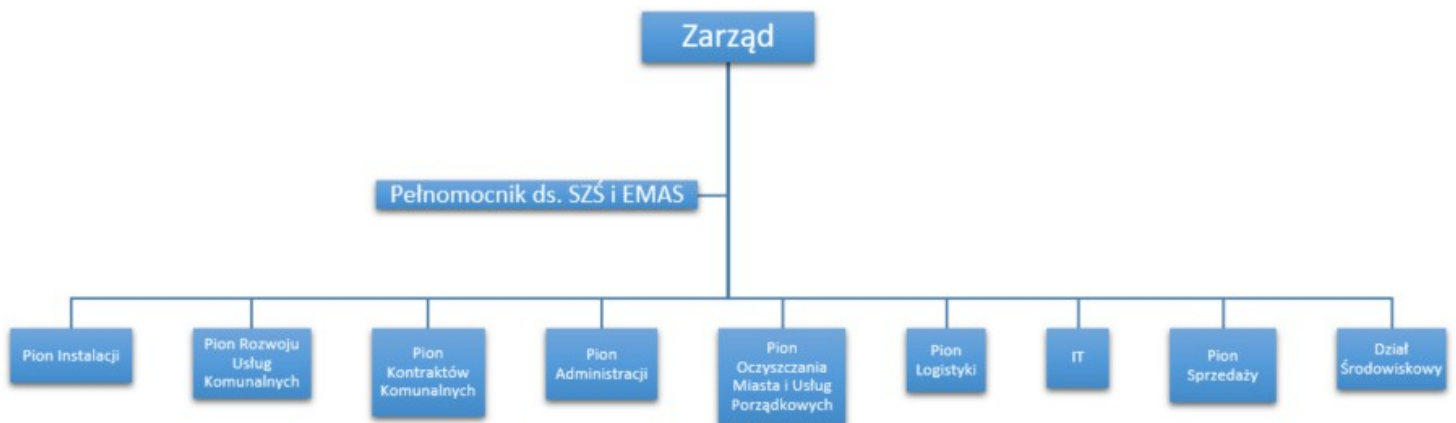 Zarząd
Pełnomocnik ds. SZŚ i EMAS
Pion Instalacji
Pion Rozwoju
Usług
Komunalnych
Pion
Kontraktów
Komunalnych
Pion
Administracji
Pion
Oczyszczania
Miasta i Usług
Porządkowych
Pion
Logistyki
IT
Pion
Sprzedaży
Dział
Środowiskowy